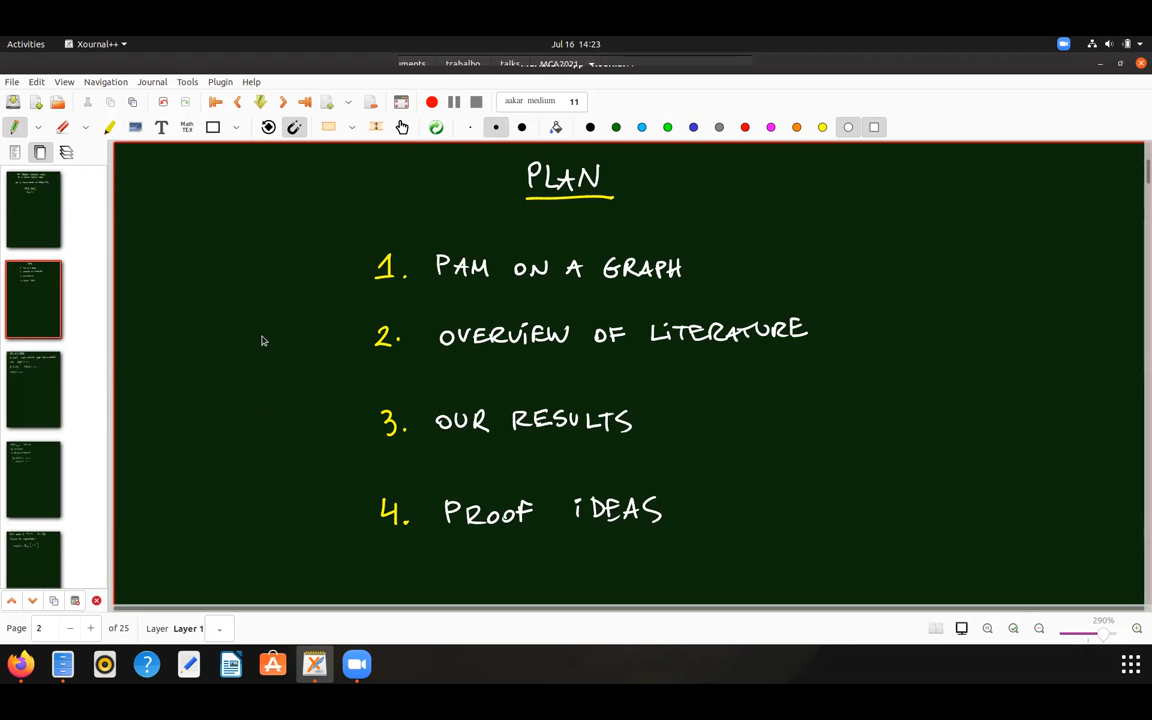 Activities
Xournal++
Jul 16 14:23
File Edit View Navigation Journal Tools Plugin Help
aakar medium 11
PLAN
1. PAM ON A GRAPH
2. OVERVIEW OF LITERATURE
3. OUR RESULTS
4. PROOF IDEAS
Page 2 of 25 Layer Layer 1
290%